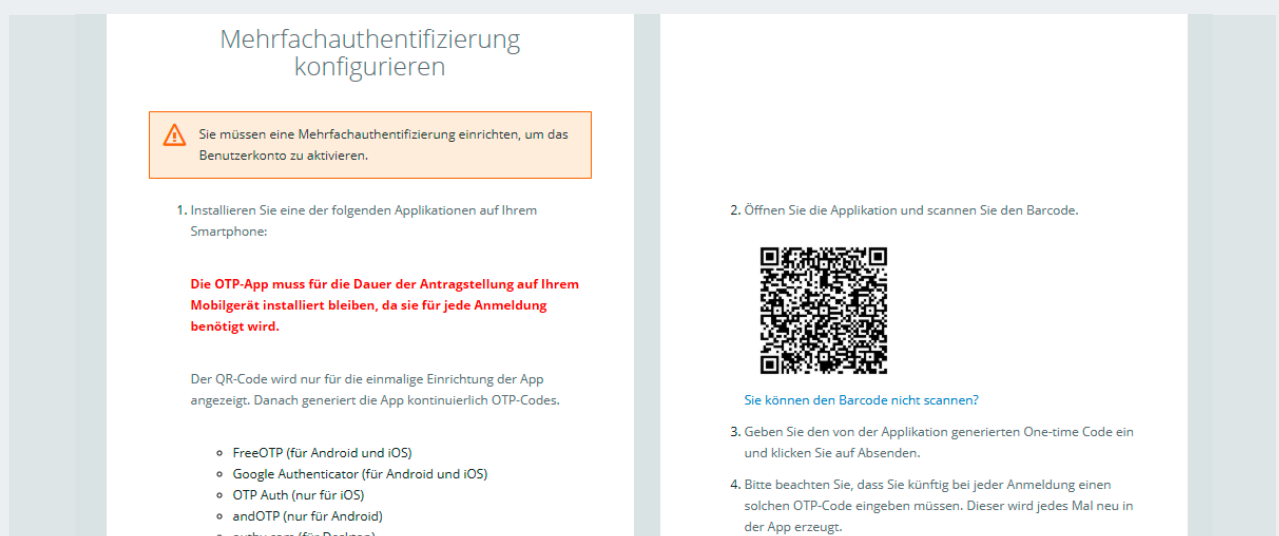 Mehrfachauthentifizierung
konfigurieren
Sie müssen eine Mehrfachauthentifizierung einrichten, um das
Benutzerkonto zu aktivieren.
1. Installieren Sie eine der folgenden Applikationen auf Ihrem
Smartphone:
Die OTP-App muss für die Dauer der Antragstellung auf Ihrem
Mobilgerät installiert bleiben, da sie für jede Anmeldung
benötigt wird.
Der QR-Code wird nur für die einmalige Einrichtung der App
angezeigt. Danach generiert die App kontinuierlich OTP-Codes.
FreeOTP (für Android und iOS)
Google Authenticator (für Android und iOS)
OTP Auth (nur für iOS)
andOTP (nur für Android)
authy.com (für Desktop)
2. Öffnen Sie die Applikation und scannen Sie den Barcode.
Sie können den Barcode nicht scannen?
3. Geben Sie den von der Applikation generierten One-time Code ein
und klicken Sie auf Absenden.
4. Bitte beachten Sie, dass Sie künftig bei jeder Anmeldung einen
solchen OTP-Code eingeben müssen. Dieser wird jedes Mal neu in
der App erzeugt.